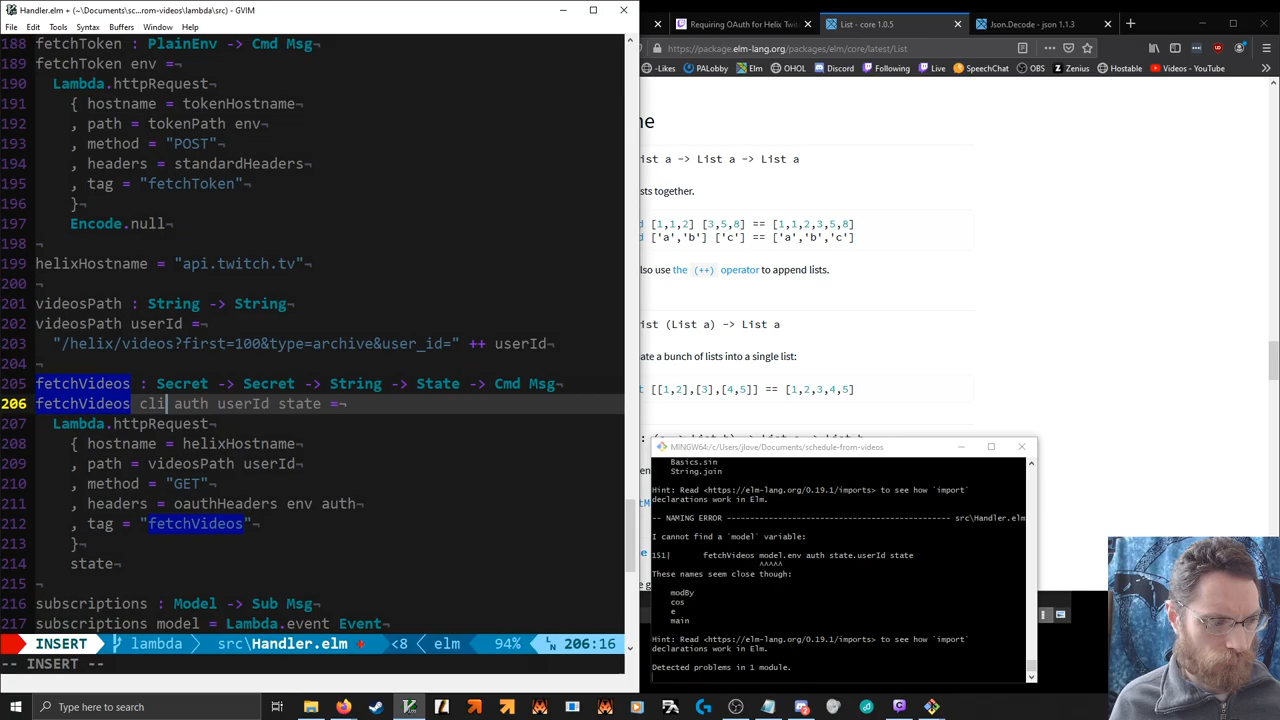 Handler.elm + (~\Documents\sc...rom-videos\lambda\src) - GVIM
File Edit Tools Syntax Buffers Window Help
188 fetchToken : PlainEnv -> Cmd Msg¬
189 fetchToken env =¬
190 Lambda.httpRequest¬
191 { hostname = tokenHostname¬
192 , path = tokenPath env¬
193 , method = "POST"¬
194 , headers = standardHeaders¬
195 , tag = "fetchToken"¬
196 }¬
197 Encode.null¬
198 ¬
199 helixHostname = "api.twitch.tv"¬
200 ¬
201 videosPath : String -> String¬
202 videosPath userId =¬
203 "/helix/videos?first=100&type=archive&user_id=" ++ userId¬
204 ¬
205 fetchVideos : Secret -> Secret -> String -> State -> Cmd Msg¬
206 fetchVideos cli auth userId state =¬
207 Lambda.httpRequest¬
208 { hostname = helixHostname¬
209 , path = videosPath userId¬
210 , method = "GET"¬
211 , headers = oauthHeaders env auth¬
212 , tag = "fetchVideos"¬
213 }¬
214 state¬
215 ¬
216 subscriptions : Model -> Sub Msg¬
217 subscriptions model = Lambda.event Event¬
INSERT lambda src\Handler.elm + <8 elm 94% LN 206:16
-- INSERT --
Requiring OAuth for Helix Twi
List - core 1.0.5
Json.Decode - json 1.1.3
https://package.elm-lang.org/packages/elm/core/latest/List
-Likes PALobby Elm OHOL Discord Following Live SpeechChat OBS Zenius Hostable Videos - YouTube
ne
ist a -> List a -> List a
sts together.
d [1,1,2] [3,5,8] == [1,1,2,3,5,8]
d ['a','b'] ['c'] == ['a','b','c']
lso use the (++) operator to append lists.
ist (List a) -> List a
ate a bunch of lists into a single list:
t [[1,2],[3],[4,5]] == [1,2,3,4,5]
MINGW64:/c/Users/jlove/Documents/schedule-from-videos
Basics.sin
String.join
Hint: Read <https://elm-lang.org/0.19.1/imports> to see how `import`
declarations work in Elm.
-- NAMING ERROR ---------------------------------------------- src\Handler.elm
I cannot find a `model` variable:
151| fetchVideos model.env auth state.userId state
^^^^^
These names seem close though:
modBy
cos
e
main
Hint: Read <https://elm-lang.org/0.19.1/imports> to see how `import`
declarations work in Elm.
Detected problems in 1 module.
Type here to search